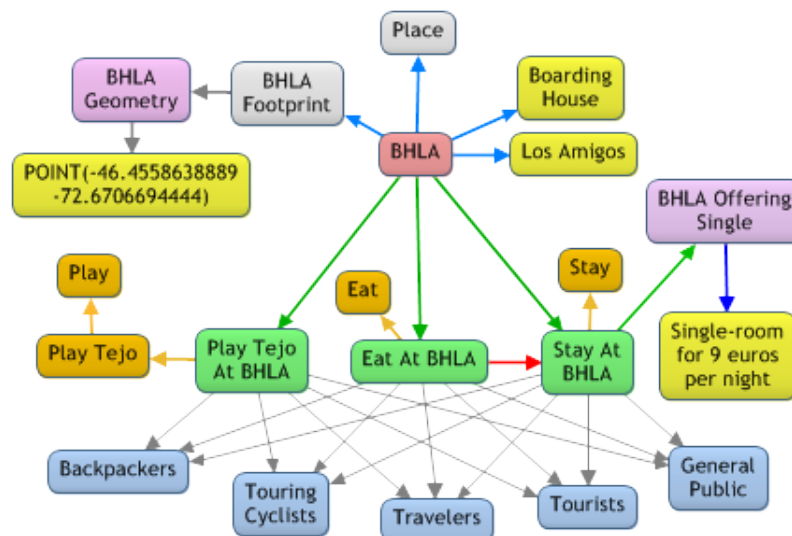 Place
BHLA
Geometry
BHLA
Footprint
Boarding
House
BHLA
Los Amigos
POINT(-46.4558638889
-72.6706694444)
BHLA Offering
Single
Play
Eat
Stay
Play Tejo
Play Tejo
At BHLA
Eat At BHLA
Stay At
BHLA
Single-room
for 9 euros
per night
Backpackers
Touring
Cyclists
Travelers
Tourists
General
Public